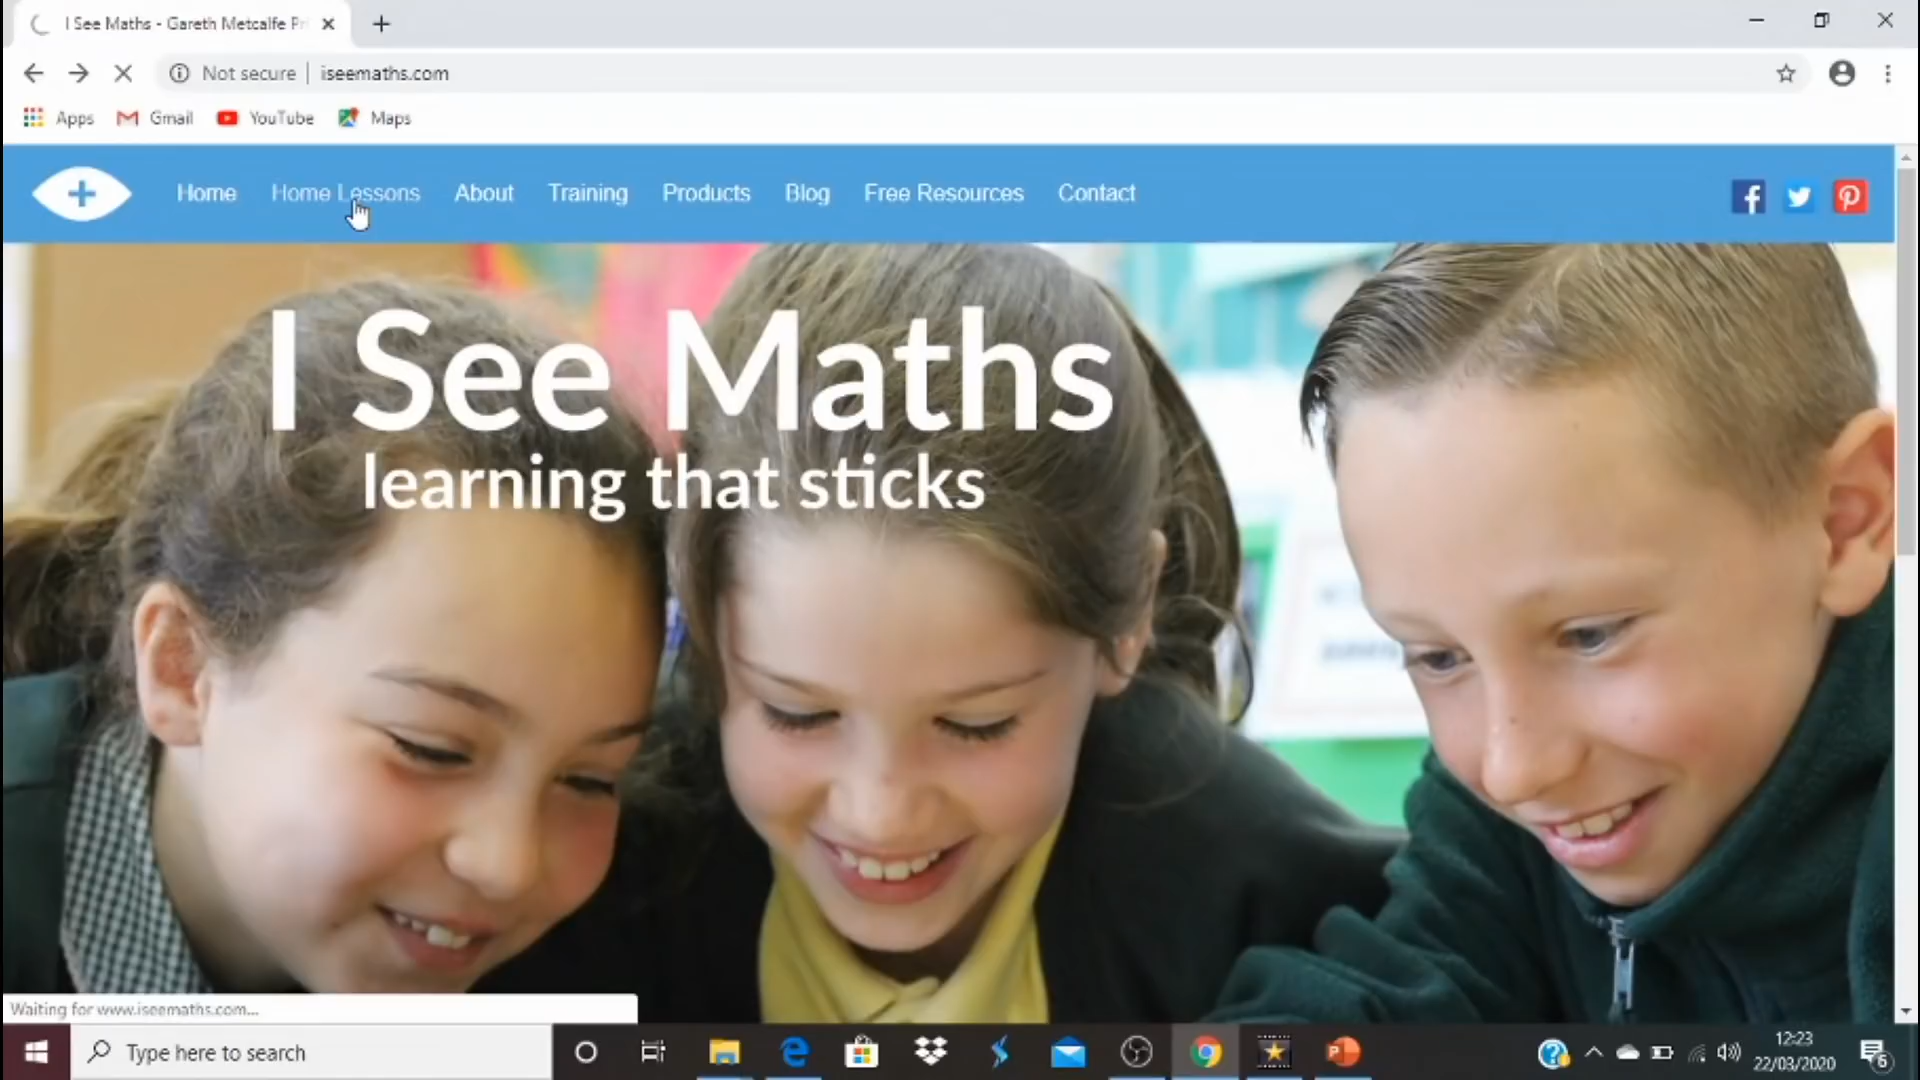 I See Maths - Gareth Metcalfe Pri
Not secure | iseemaths.com
Apps Gmail YouTube Maps
Home Home Lessons About Training Products Blog Free Resources Contact
I See Maths
learning that sticks
Waiting for www.iseemaths.com...
Type here to search
12:23
22/03/2020
6